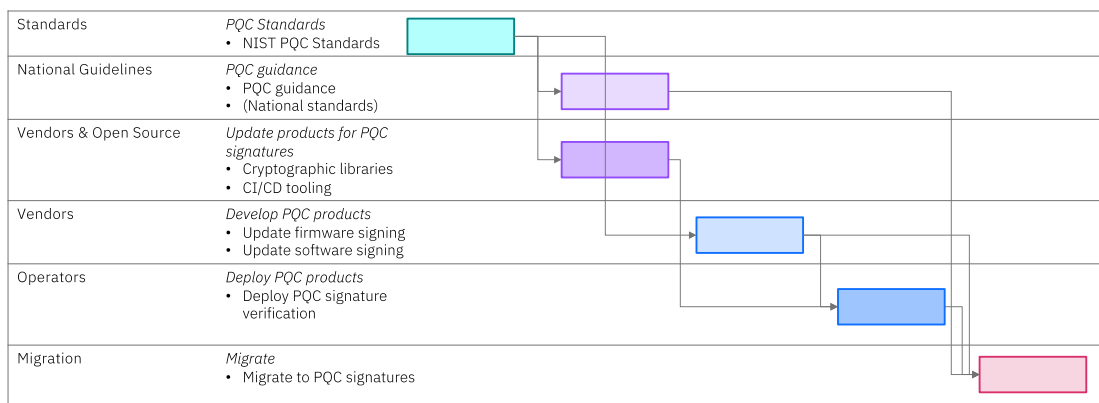 Standards
PQC Standards
• NIST PQC Standards
National Guidelines
PQC guidance
• PQC guidance
• (National standards)
Vendors & Open Source
Update products for PQC
signatures
• Cryptographic libraries
• CI/CD tooling
Vendors
Develop PQC products
• Update firmware signing
• Update software signing
Operators
Deploy PQC products
• Deploy PQC signature
verification
Migration
Migrate
• Migrate to PQC signatures